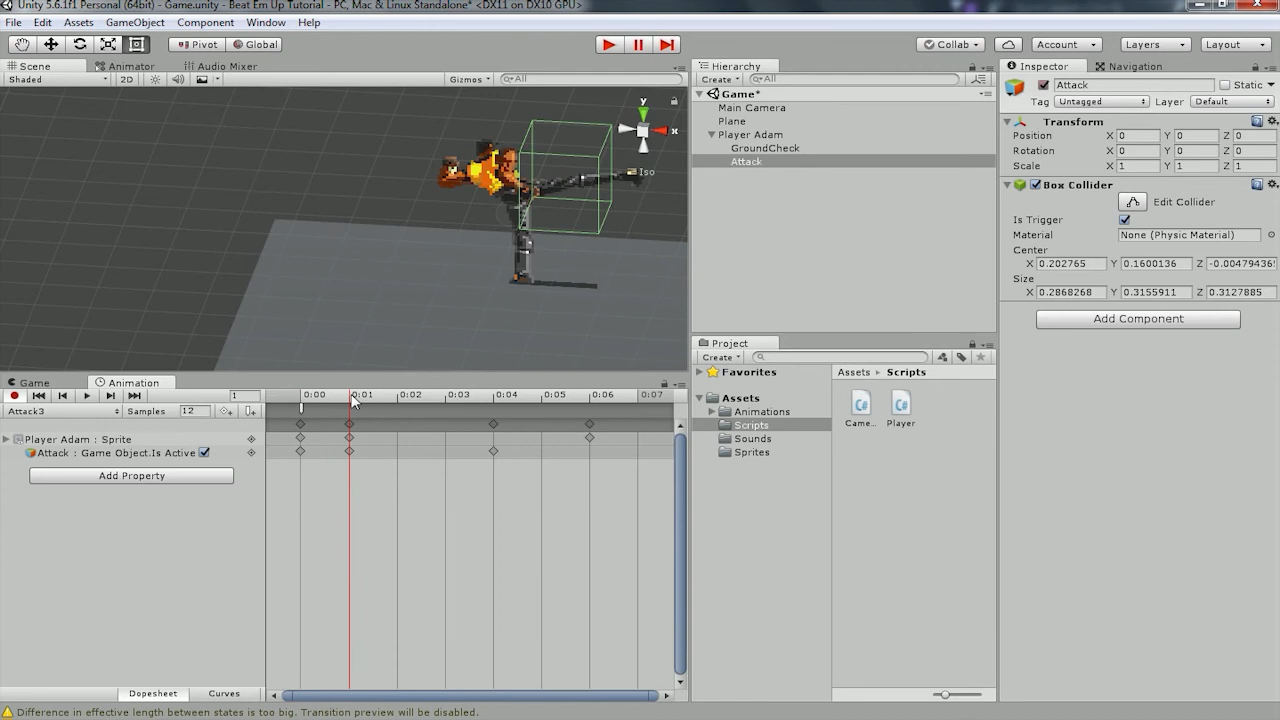 Unity 5.6.1f1 Personal (64bit) - Game.unity - Beat Em Up Tutorial - PC, Mac & Linux Standalone* <DX11 on DX10 GPU>
File Edit Assets GameObject Component Window Help
Pivot Global Collab Account Layers Layout
Scene Animator Audio Mixer
Shaded 2D Gizmos All
y
x
Iso
Hierarchy
Create All
Game*
Main Camera
Plane
Player Adam
GroundCheck
Attack
Inspector Navigation
Attack Static
Tag Untagged Layer Default
Transform
Position X 0 Y 0 Z 0
Rotation X 0 Y 0 Z 0
Scale X 1 Y 1 Z 1
Box Collider
Edit Collider
Is Trigger
Material None (Physic Material)
Center
X 0.202765 Y 0.1600136 Z -0.00479436
Size
X 0.2868268 Y 0.3155911 Z 0.3127885
Add Component
Game Animation
1 0:00 0:01 0:02 0:03 0:04 0:05 0:06 0:07
Attack3 Samples 12
Player Adam : Sprite
Attack : Game Object.Is Active
Add Property
Dopesheet Curves
Project
Create
Favorites
Assets
Animations
Scripts
Sounds
Sprites
Assets Scripts
C# C#
Came... Player
Difference in effective length between states is too big. Transition preview will be disabled.